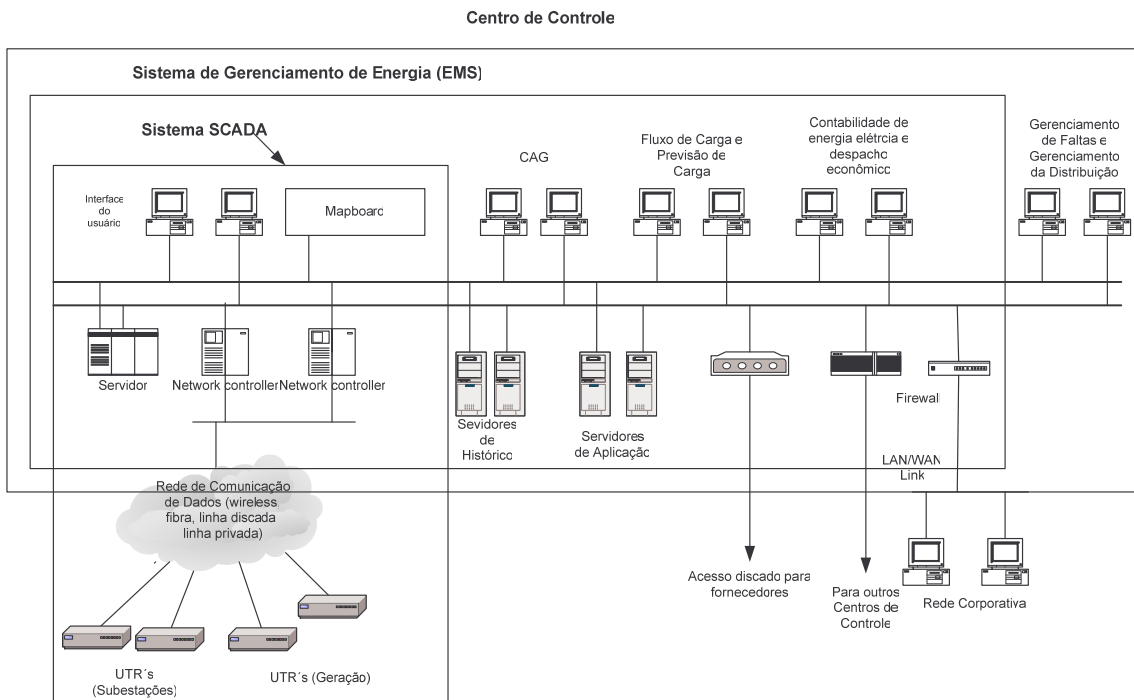 Centro de Controle
Sistema de Gerenciamento de Energia (EMS)
Sistema SCADA
Interface
do
usuário
Mapboard
CAG
Fluxo de Carga e
Previsão de
Carga
Contabilidade de
energia elétrcia e
despacho
econômico
Gerenciamento
de Faltas e
Gerenciamento
da Distribuição
Servidor
Network controller
Network controller
Sevidores
de
Histórico
Servidores
de Aplicação
Firewall
LAN/WAN
Link
Rede de Comunicação
de Dados (wireless,
fibra, linha discada
linha privada)
Acesso discado para
fornecedores
Para outros
Centros de
Controle
Rede Corporativa
UTR´s
(Subestações)
UTR´s (Geração)